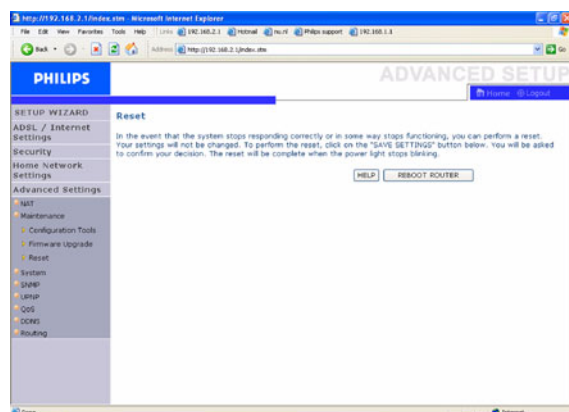 http://192.168.2.1/index.stm - Microsoft Internet Explorer
File Edit View Favorites Tools Help Links 192.168.2.1 Hotmail nu.nl Philips support 192.168.1.1
Back Address http://192.168.2.1/index.stm Go
PHILIPS
ADVANCED SETUP
Home Logout
SETUP WIZARD
ADSL / Internet Settings
Security
Home Network Settings
Advanced Settings
NAT
Maintenance
Configuration Tools
Firmware Upgrade
Reset
System
SNMP
UPNP
QoS
DDNS
Routing
Reset
In the event that the system stops responding correctly or in some way stops functioning, you can perform a reset.
Your settings will not be changed. To perform the reset, click on the "SAVE SETTINGS" button below. You will be asked
to confirm your decision. The reset will be complete when the power light stops blinking.
HELP REBOOT ROUTER